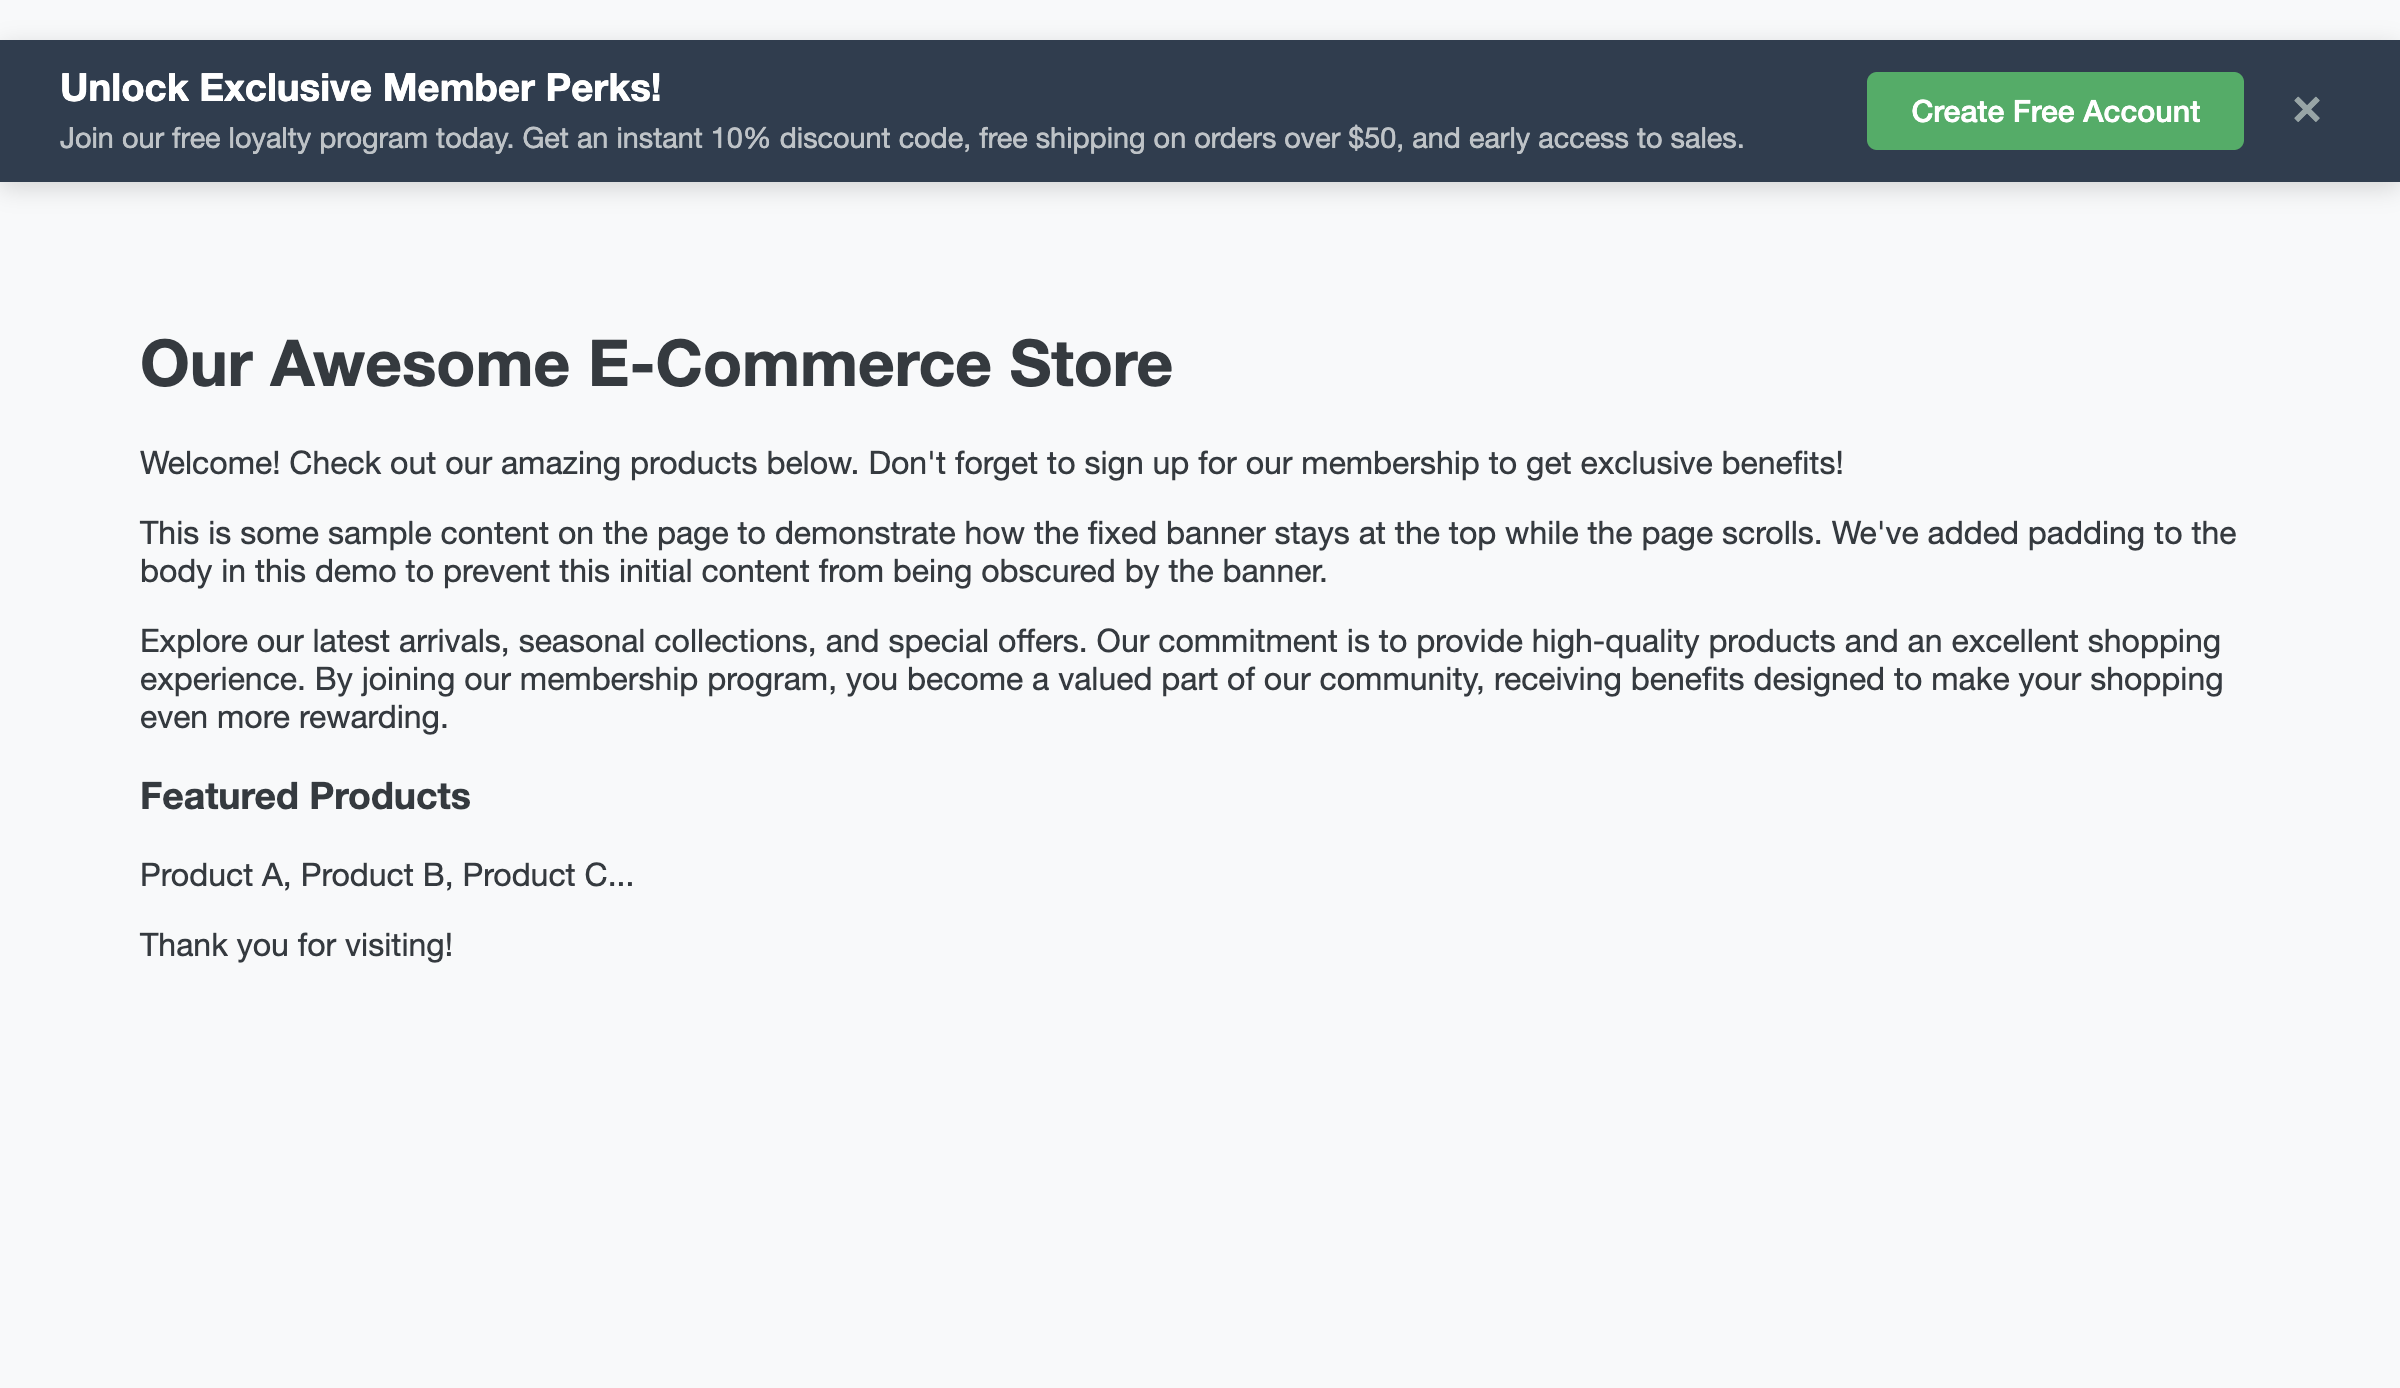 Unlock Exclusive Member Perks!
Join our free loyalty program today. Get an instant 10% discount code, free shipping on orders over $50, and early access to sales.
Create Free Account
×
Our Awesome E-Commerce Store
Welcome! Check out our amazing products below. Don't forget to sign up for our membership to get exclusive benefits!
This is some sample content on the page to demonstrate how the fixed banner stays at the top while the page scrolls. We've added padding to the
body in this demo to prevent this initial content from being obscured by the banner.
Explore our latest arrivals, seasonal collections, and special offers. Our commitment is to provide high-quality products and an excellent shopping
experience. By joining our membership program, you become a valued part of our community, receiving benefits designed to make your shopping
even more rewarding.
Featured Products
Product A, Product B, Product C...
Thank you for visiting!